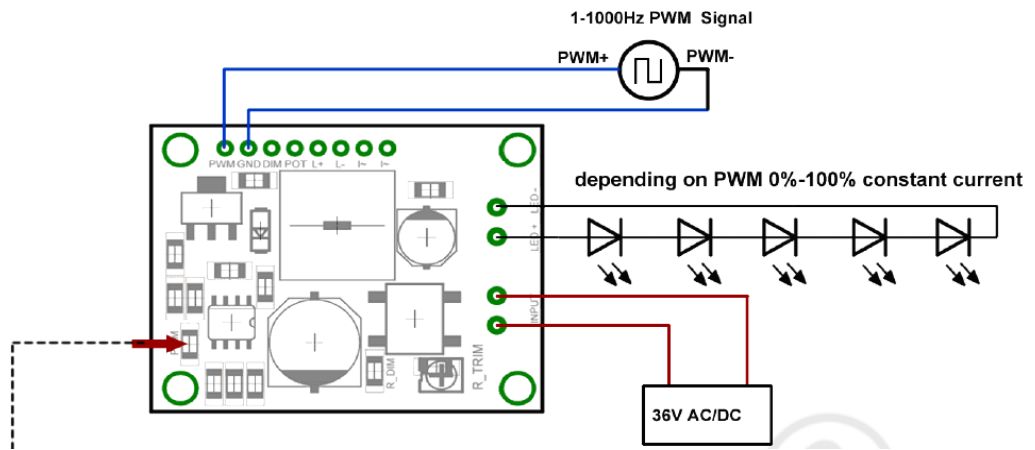 1-1000Hz PWM Signal
PWM+
PWM-
PWM GND DIM POT L+ L- I~ I~
depending on PWM 0%-100% constant current
LED + LED -
INPUT
R_DIM
R_TRIM
36V AC/DC